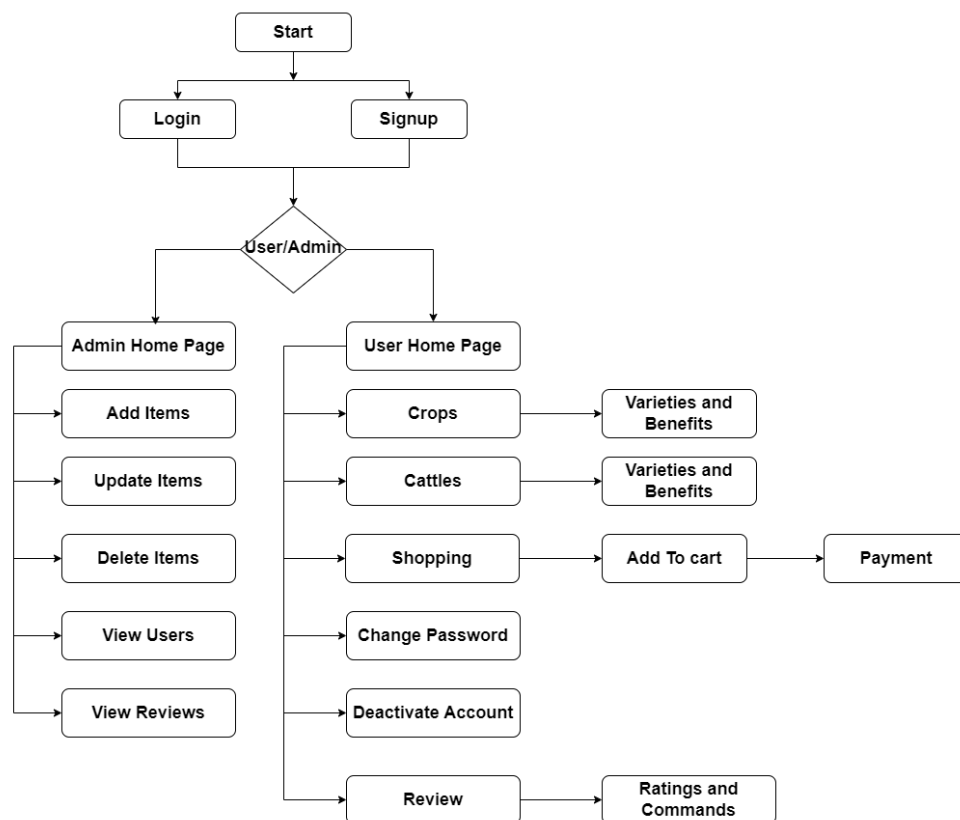 Start
Login
Signup
User/Admin
Admin Home Page
User Home Page
Add Items
Crops
Varieties and
Benefits
Update Items
Cattles
Varieties and
Benefits
Delete Items
Shopping
Add To cart
Payment
View Users
Change Password
View Reviews
Deactivate Account
Review
Ratings and
Commands